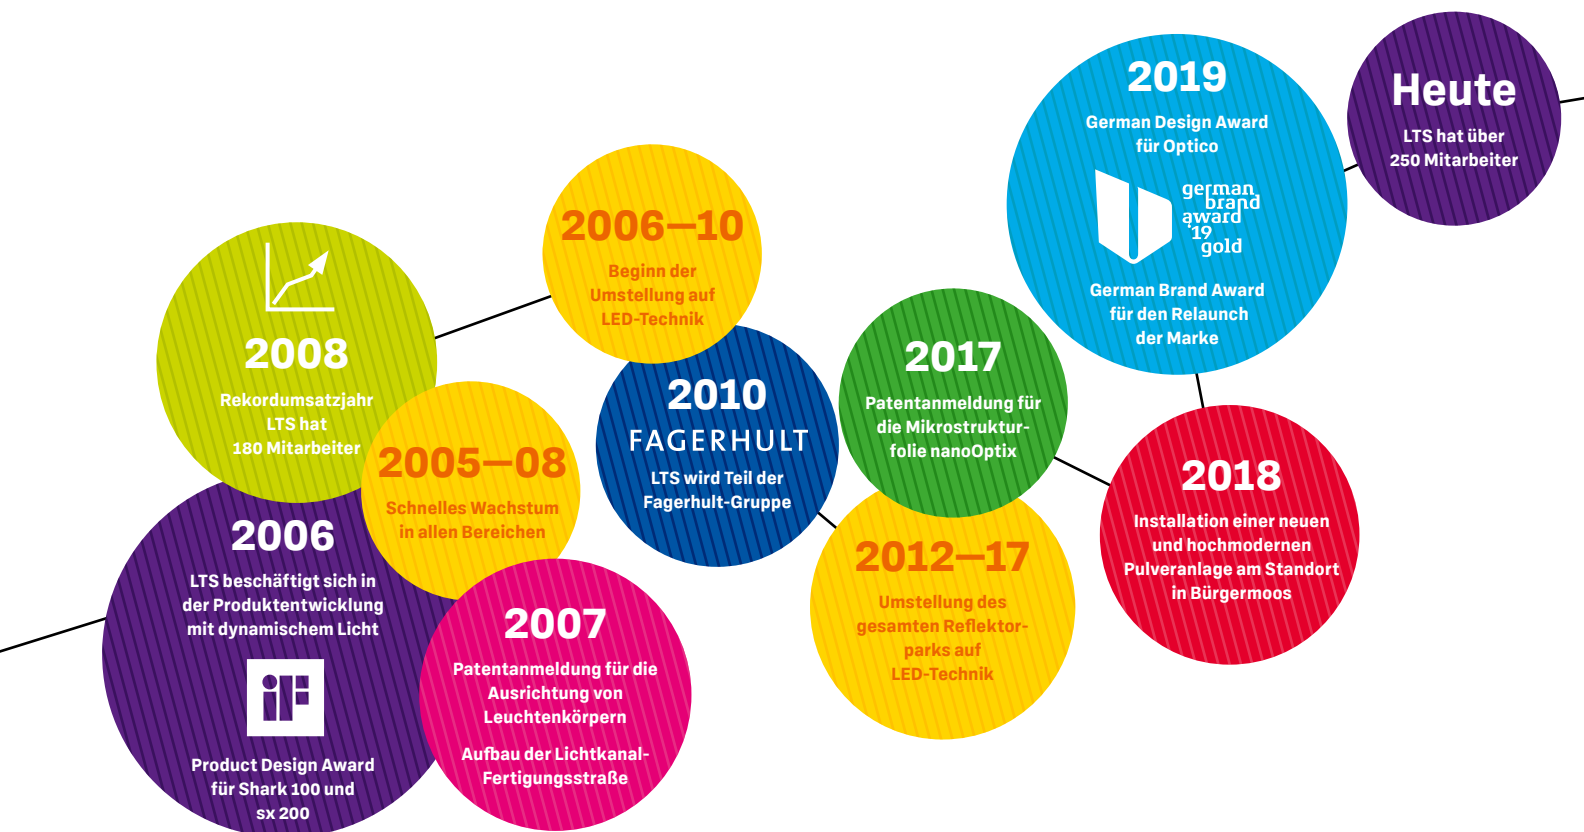 2006
LTS beschäftigt sich in
der Produktentwicklung
mit dynamischem Licht
iF
Product Design Award
für Shark 100 und
sx 200
2005—08
Schnelles Wachstum
in allen Bereichen
2007
Patentanmeldung für die
Ausrichtung von
Leuchtenkörpern
Aufbau der Lichtkanal-
Fertigungsstraße
2008
Rekordumsatzjahr
LTS hat
180 Mitarbeiter
2006—10
Beginn der
Umstellung auf
LED-Technik
2010
FAGERHULT
LTS wird Teil der
Fagerhult-Gruppe
2012—17
Umstellung des
gesamten Reflektor-
parks auf
LED-Technik
2017
Patentanmeldung für
die Mikrostruktur-
folie nanoOptix
2018
Installation einer neuen
und hochmodernen
Pulveranlage am Standort
in Bürgermoos
2019
German Design Award
für Optico
german
brand
award
'19
gold
German Brand Award
für den Relaunch
der Marke
Heute
LTS hat über
250 Mitarbeiter